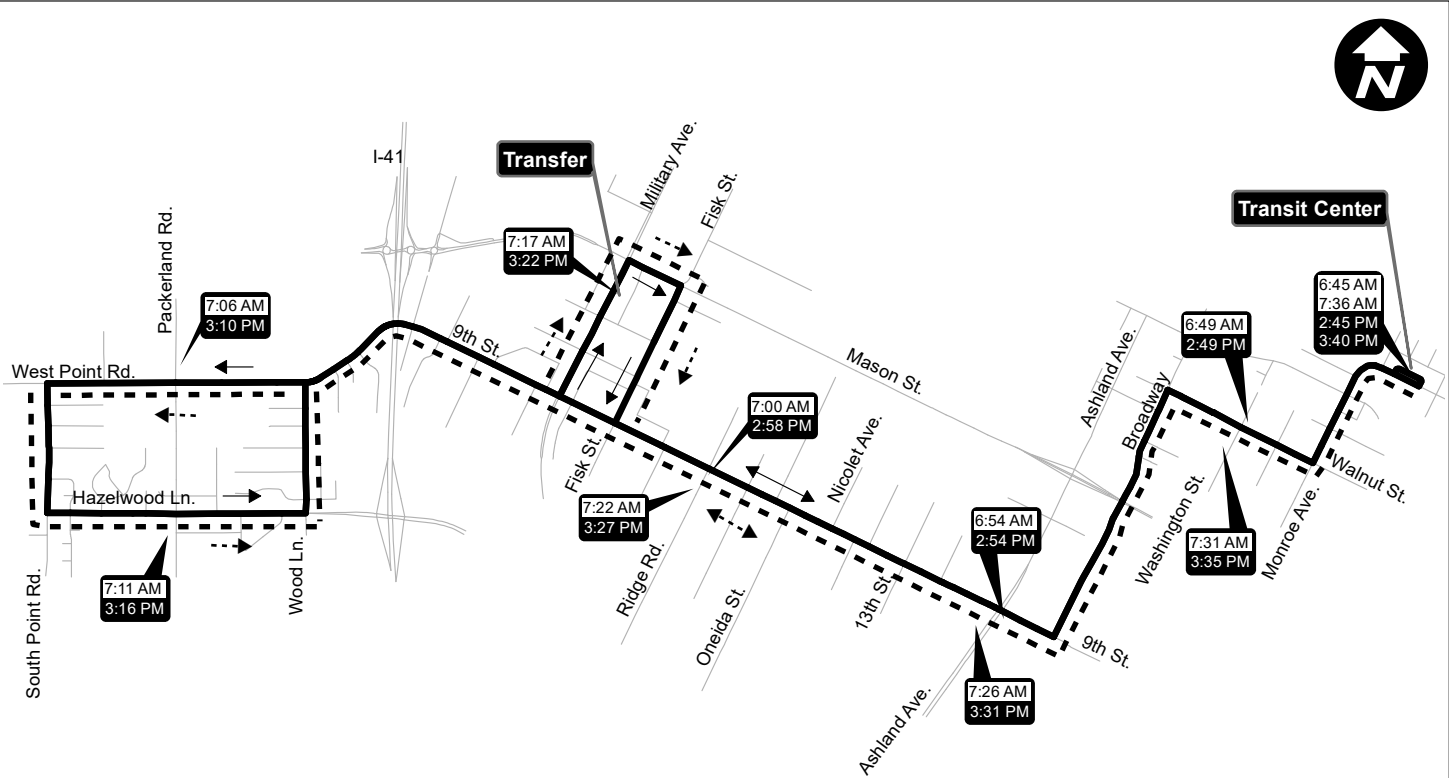 N
I-41
Transfer
Military Ave.
Fisk St.
Transit Center
Packerland Rd.
7:17 AM
3:22 PM
7:06 AM
3:10 PM
6:45 AM
7:36 AM
2:45 PM
3:40 PM
6:49 AM
2:49 PM
9th St.
Mason St.
Ashland Ave.
Broadway
West Point Rd.
7:00 AM
2:58 PM
Nicolet Ave.
Fisk St.
Walnut St.
Hazelwood Ln.
7:22 AM
3:27 PM
6:54 AM
2:54 PM
Washington St.
Monroe Ave.
7:31 AM
3:35 PM
7:11 AM
3:16 PM
Wood Ln.
South Point Rd.
Ridge Rd.
Oneida St.
13th St.
9th St.
7:26 AM
3:31 PM
Ashland Ave.